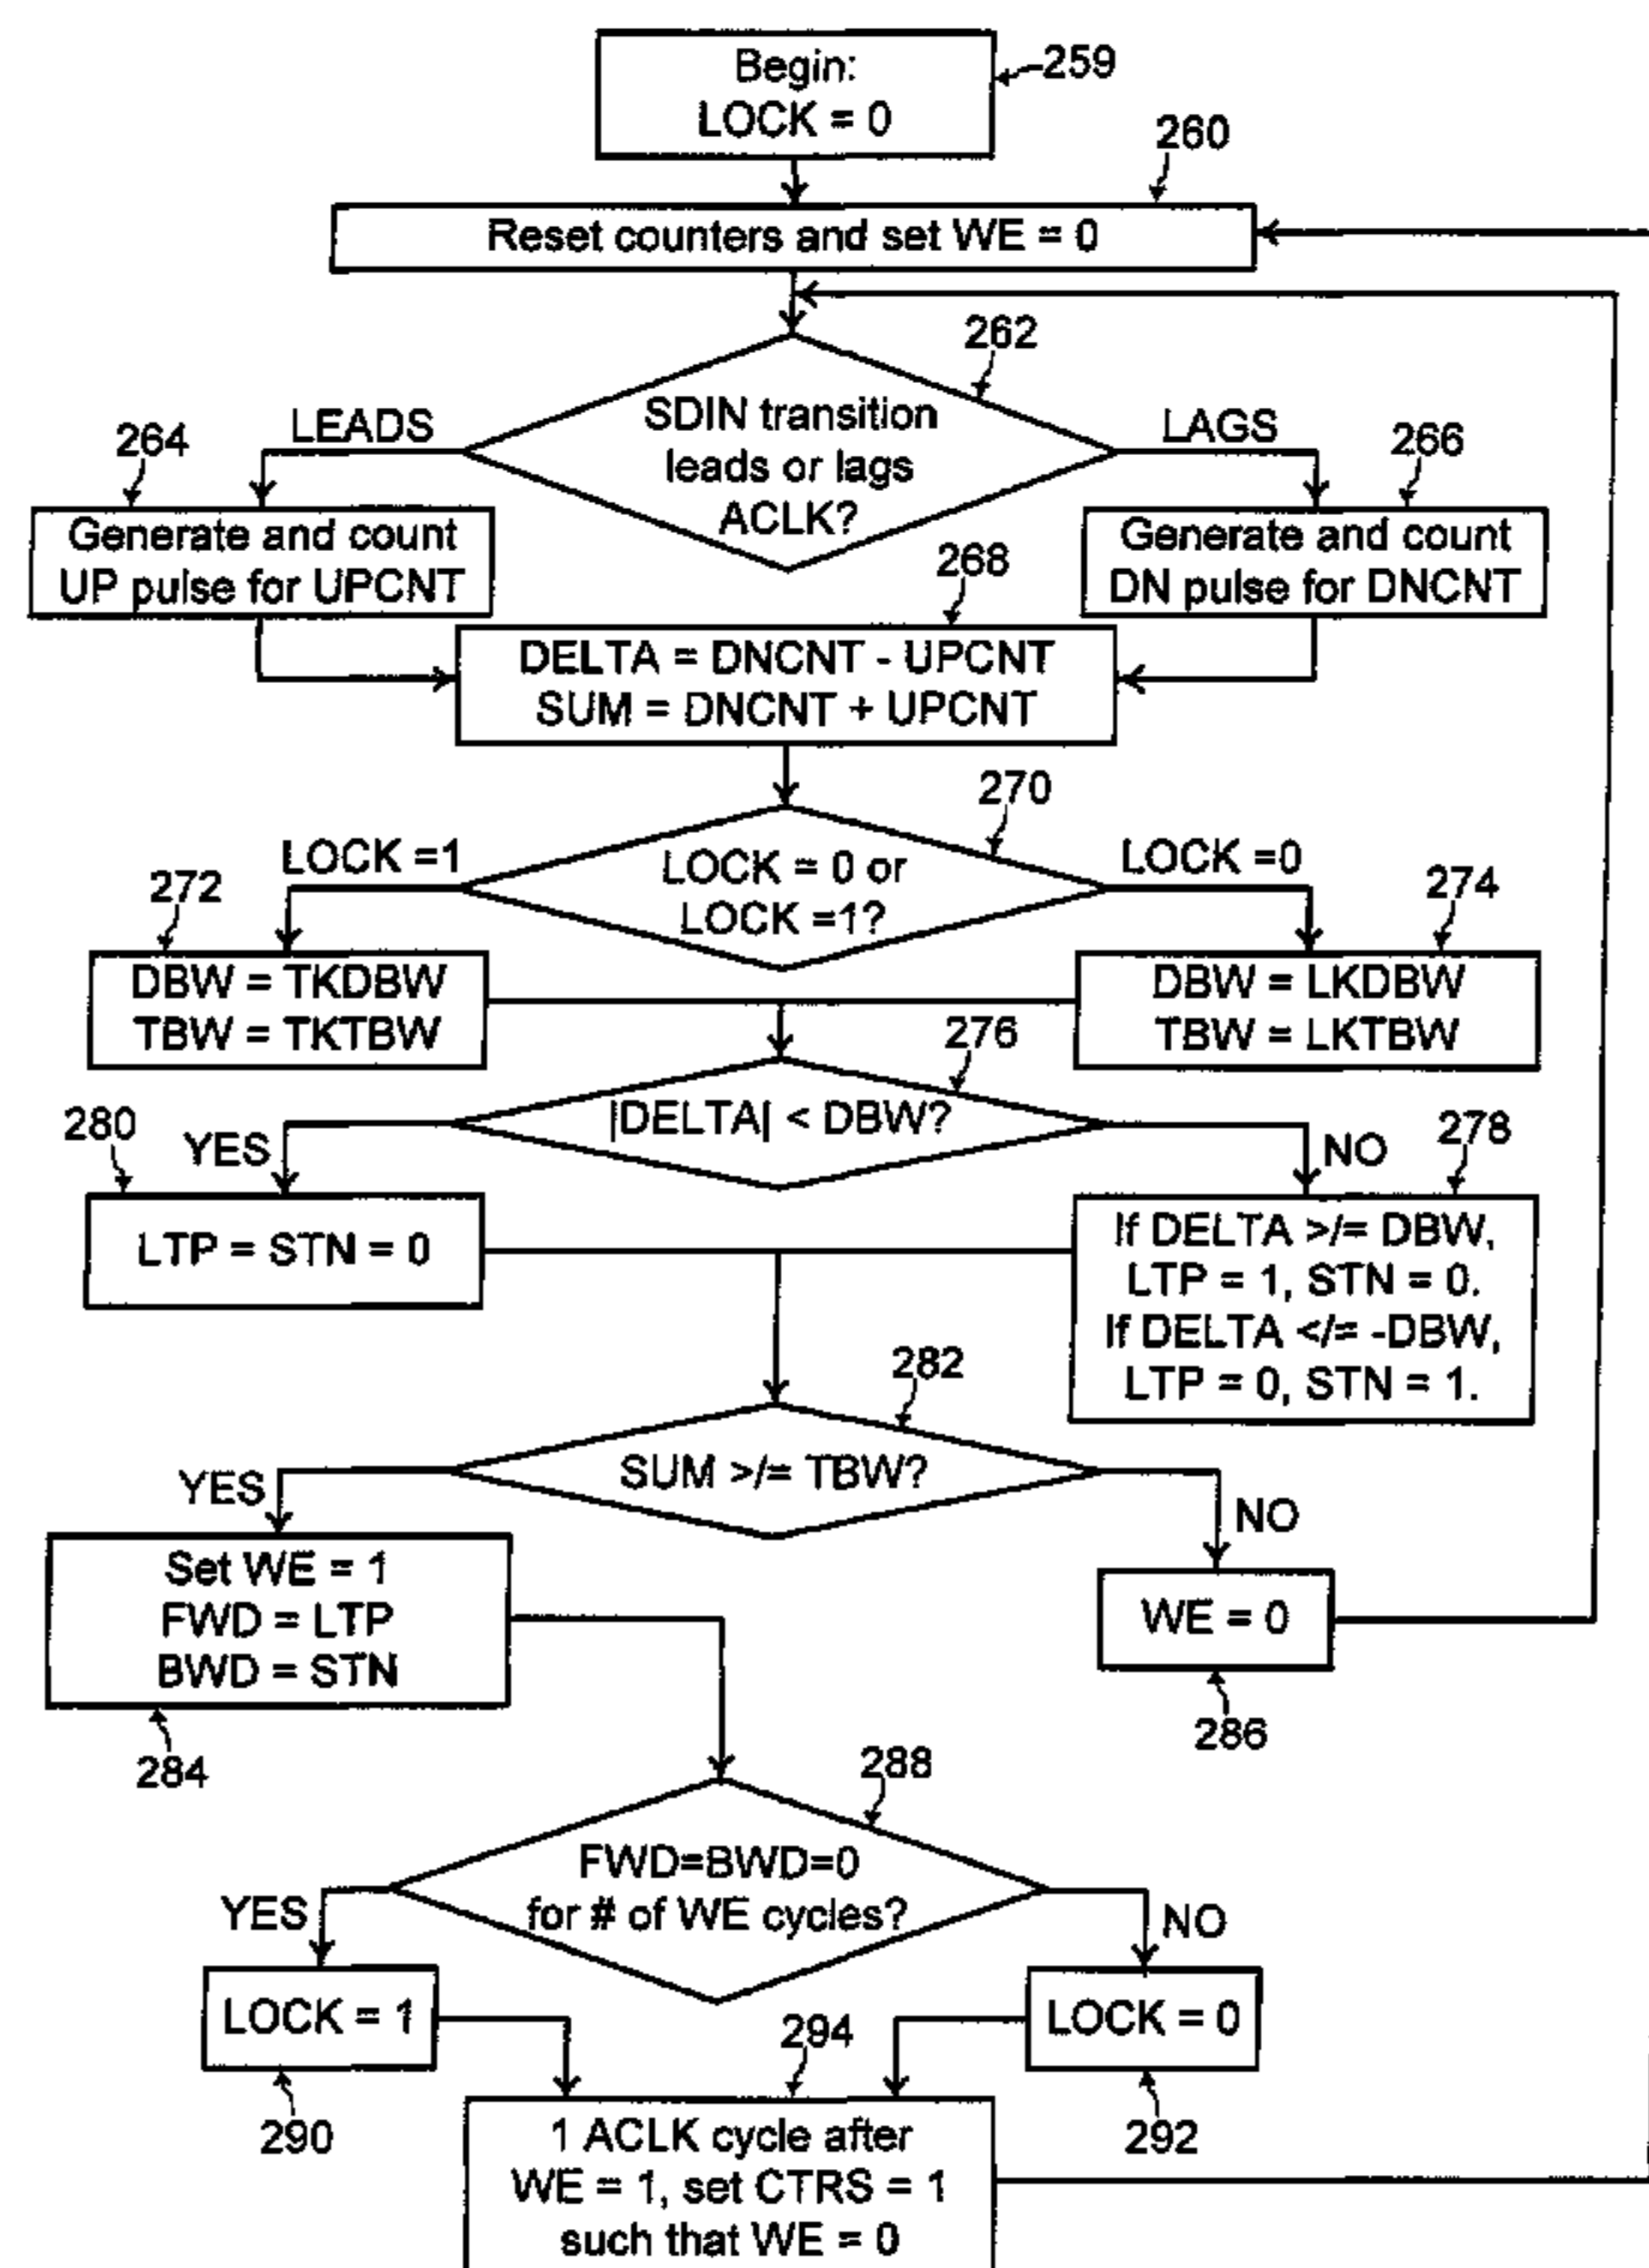 Begin:
LOCK = 0
259
260
Reset counters and set WE = 0
262
SDIN transition
leads or lags
ACLK?
LEADS
LAGS
264
266
Generate and count
UP pulse for UPCNT
Generate and count
DN pulse for DNCNT
268
DELTA = DNCNT - UPCNT
SUM = DNCNT + UPCNT
270
LOCK = 0 or
LOCK =1?
LOCK =1
LOCK =0
272
274
DBW = TKDBW
TBW = TKTBW
DBW = LKDBW
TBW = LKTBW
276
|DELTA| < DBW?
280
YES
NO
278
LTP = STN = 0
If DELTA >/= DBW,
LTP = 1, STN = 0.
If DELTA </= -DBW,
LTP = 0, STN = 1.
282
SUM >/= TBW?
YES
NO
Set WE = 1
FWD = LTP
BWD = STN
WE = 0
284
286
288
FWD=BWD=0
for # of WE cycles?
YES
NO
LOCK = 1
LOCK = 0
290
294
292
1 ACLK cycle after
WE = 1, set CTRS = 1
such that WE = 0